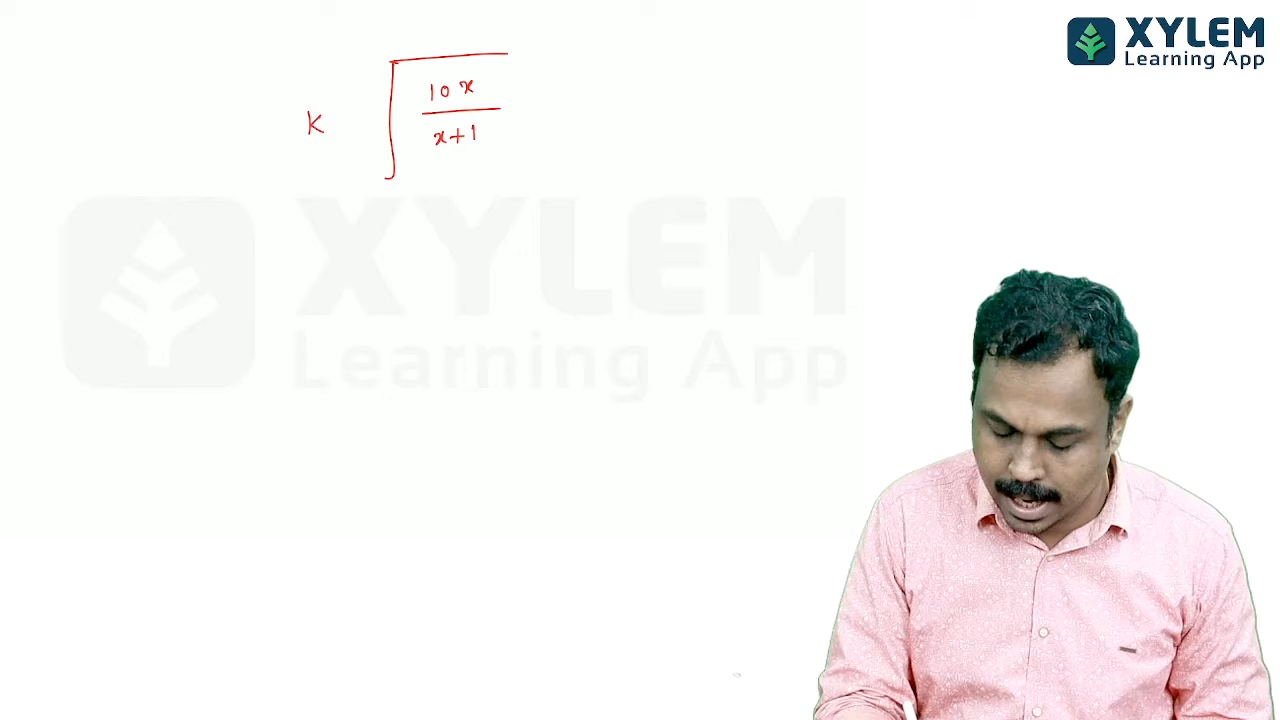 XYLEM
Learning App
K
10 x
x+1
XYLEM
Learning App